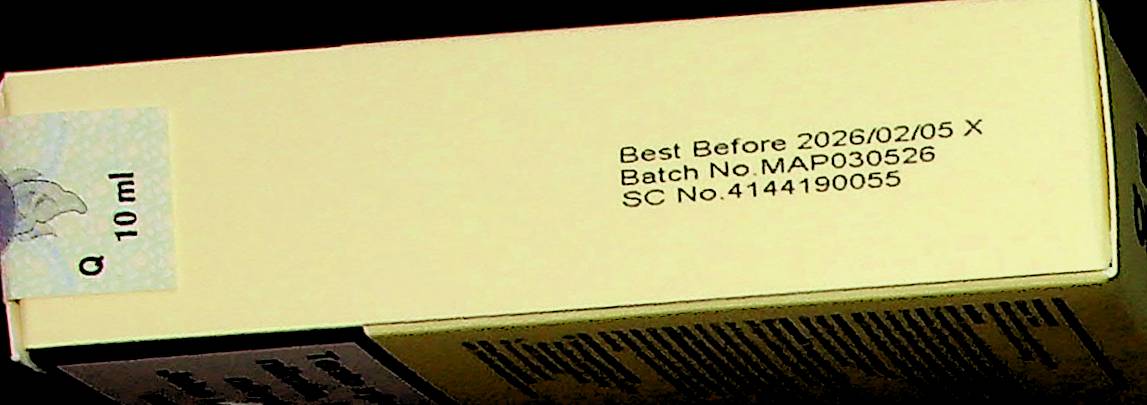 Best Before 2026/02/05 X
Batch No.MAP030526
SC No.4144190055
Q
10 ml